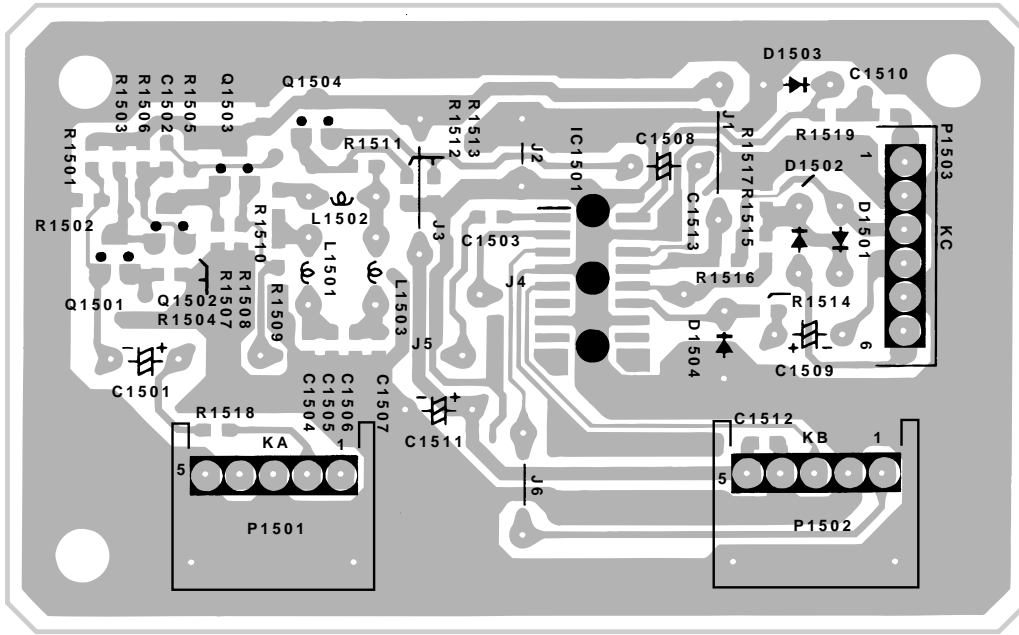 D1503
C1510
R1503
R1506
C1502
R1505
Q1503
Q1504
R1501
R1511
R1512
R1513
J2
IC1501
C1508
J1
R1519
P1503
1
R1517
D1502
R1502
R1510
L1502
J3
C1503
C1513
R1515
D1501
KC
L1501
J4
R1516
Q1501
Q1502
R1504
R1507
R1508
R1509
L1503
R1514
J5
D1504
+
-
+
-
6
C1501
C1509
C1504
C1505
C1506
C1507
-
+
C1511
R1518
KA
1
5
C1512
KB
1
5
J6
P1501
P1502